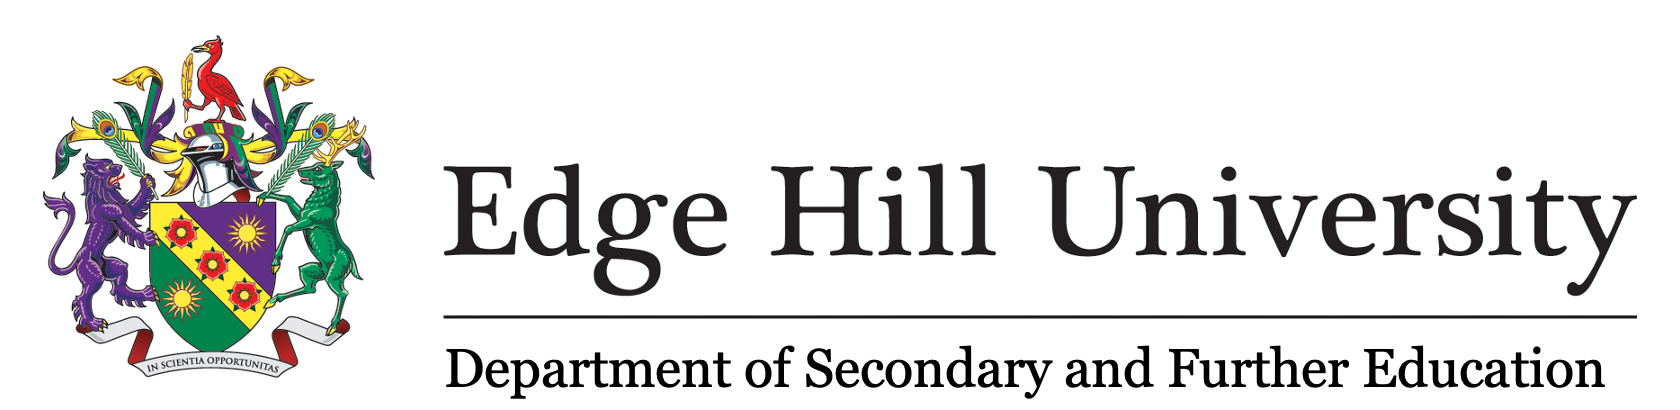 Edge Hill University
Department of Secondary and Further Education
IN SCIENTIA OPPORTUNITAS